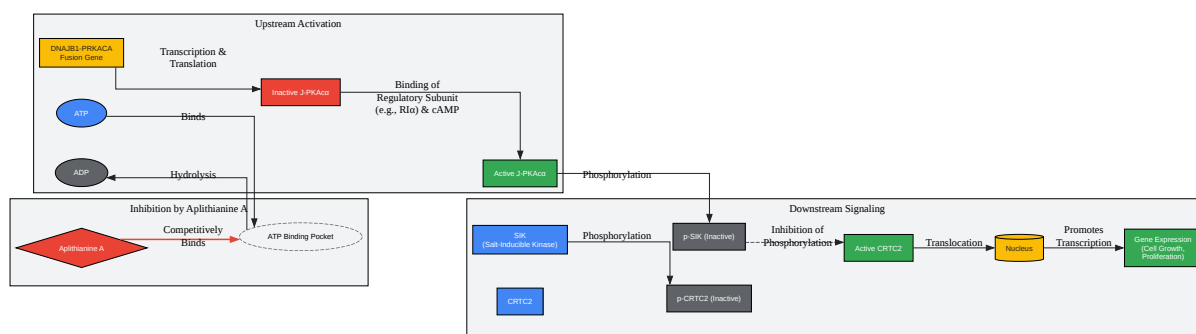 Upstream Activation
DNAJB1-PRKACA
Fusion Gene
Transcription &
Translation
Inactive J-PKAcα
Binding of
Regulatory Subunit
(e.g., RIα) & cAMP
ATP
Binds
ADP
Hydrolysis
Active J-PKAcα
Phosphorylation
Inhibition by Aplithianine A
Aplithianine A
Competitively
Binds
ATP Binding Pocket
Downstream Signaling
SIK
(Salt-Inducible Kinase)
Phosphorylation
p-SIK (Inactive)
Inhibition of
Phosphorylation
Active CRTC2
Translocation
Nucleus
Promotes
Transcription
Gene Expression
(Cell Growth,
Proliferation)
CRTC2
p-CRTC2 (Inactive)